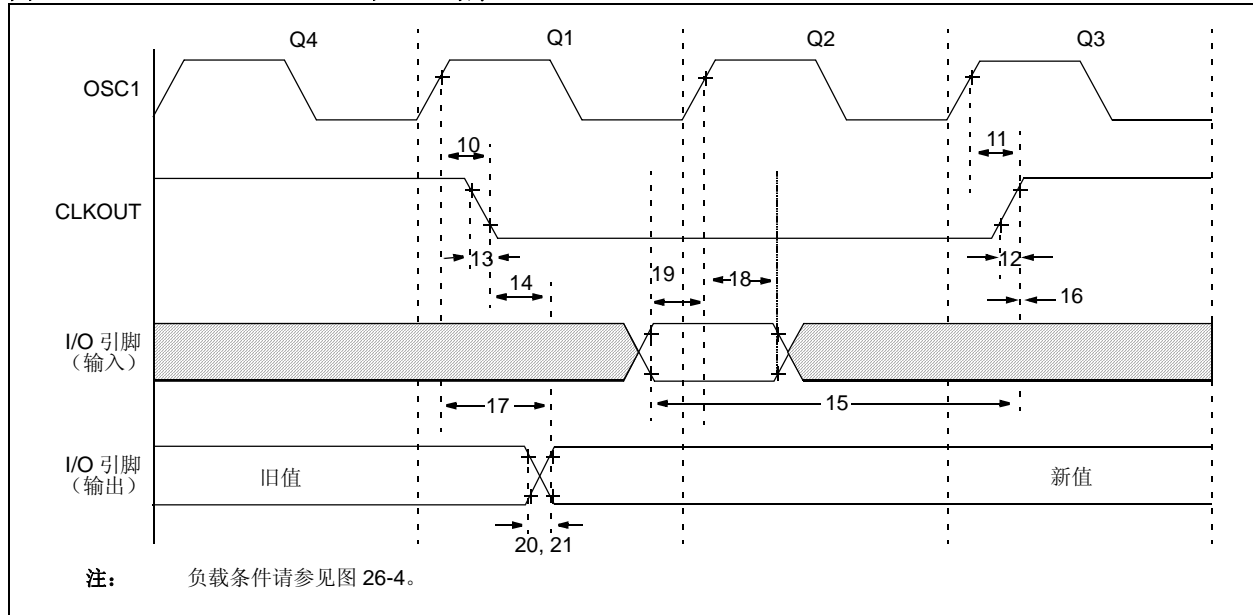 Q4
Q1
Q2
Q3
OSC1
10
11
CLKOUT
13
12
14
19
18
16
I/O 引脚
（输入）
17
15
I/O 引脚
（输出）
旧值
新值
20, 21
注：
负载条件请参见图 26-4。